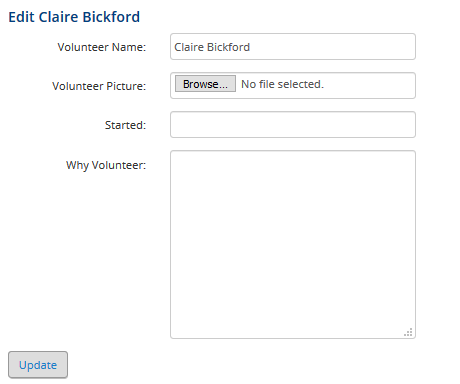 Edit Claire Bickford
Volunteer Name: Claire Bickford
Volunteer Picture: Browse... No file selected.
Started:
Why Volunteer:
Update